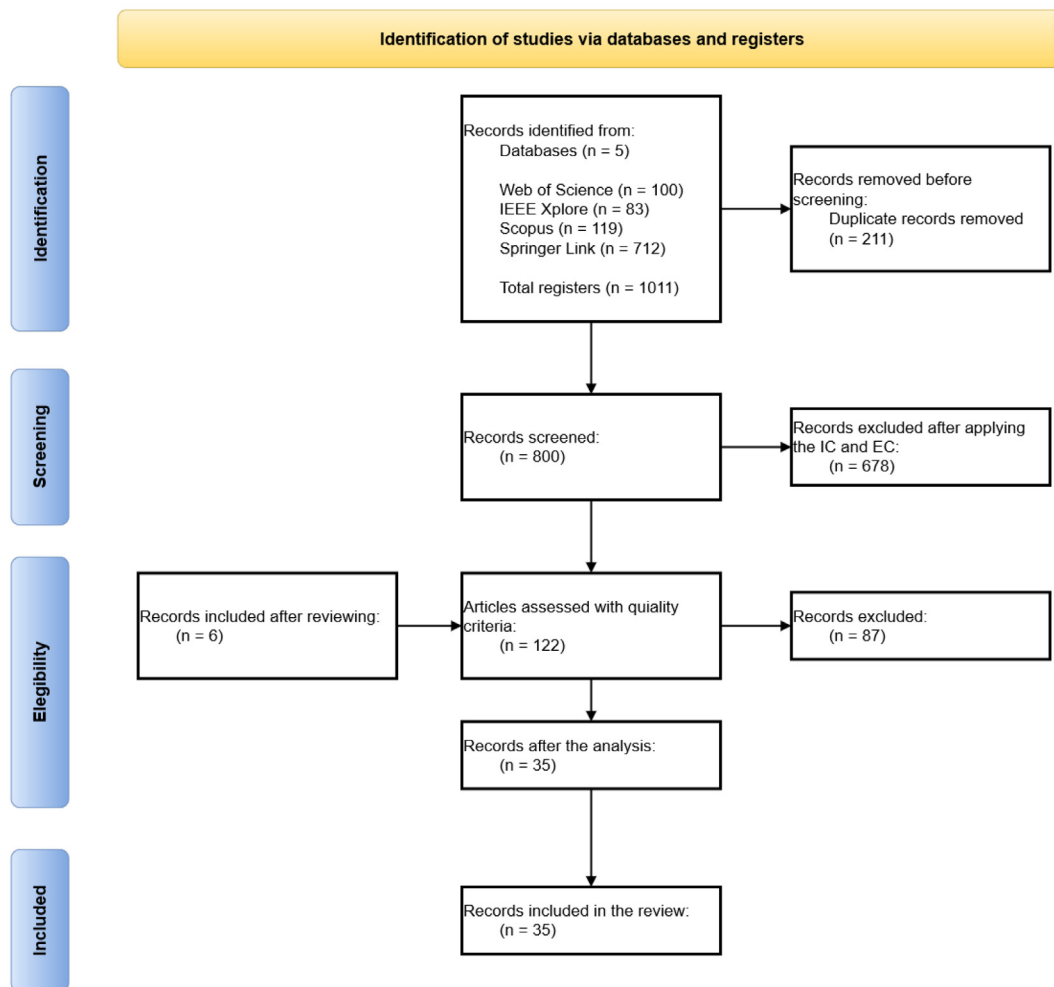 Identification of studies via databases and registers
Identification
Records identified from:
Databases (n = 5)
Web of Science (n = 100)
IEEE Xplore (n = 83)
Scopus (n = 119)
Springer Link (n = 712)
Total registers (n = 1011)
Records removed before
screening:
Duplicate records removed
(n = 211)
Screening
Records screened:
(n = 800)
Records excluded after applying
the IC and EC:
(n = 678)
Elegibility
Records included after reviewing:
(n = 6)
Articles assessed with quiality
criteria:
(n = 122)
Records excluded:
(n = 87)
Records after the analysis:
(n = 35)
Included
Records included in the review:
(n = 35)